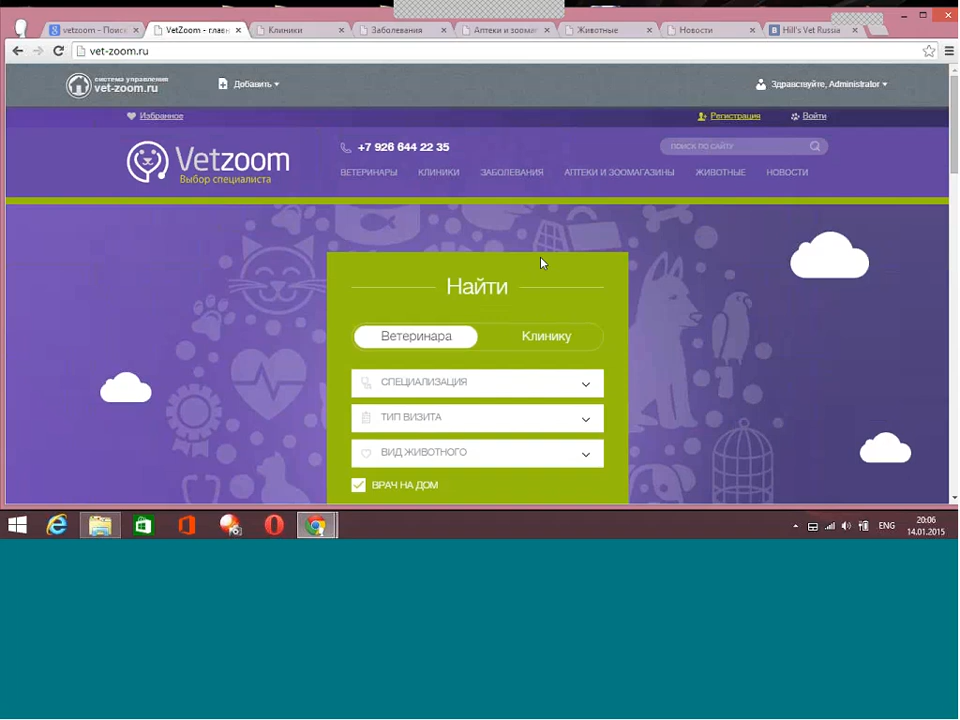 vetzoom - Поиск
VetZoom - главн
Клиники
Заболевания
Аптеки и зоомаг
Животные
Новости
Hill's Vet Russia
vet-zoom.ru
система управления
vet-zoom.ru
Добавить
Здравствуйте, Administrator
Избранное
Регистрация
Войти
Vetzoom
Выбор специалиста
+7 926 644 22 35
ПОИСК ПО САЙТУ
ВЕТЕРИНАРЫ КЛИНИКИ ЗАБОЛЕВАНИЯ АПТЕКИ И ЗООМАГАЗИНЫ ЖИВОТНЫЕ НОВОСТИ
Найти
Ветеринара Клинику
СПЕЦИАЛИЗАЦИЯ
ТИП ВИЗИТА
ВИД ЖИВОТНОГО
ВРАЧ НА ДОМ
ENG
20:06
14.01.2015